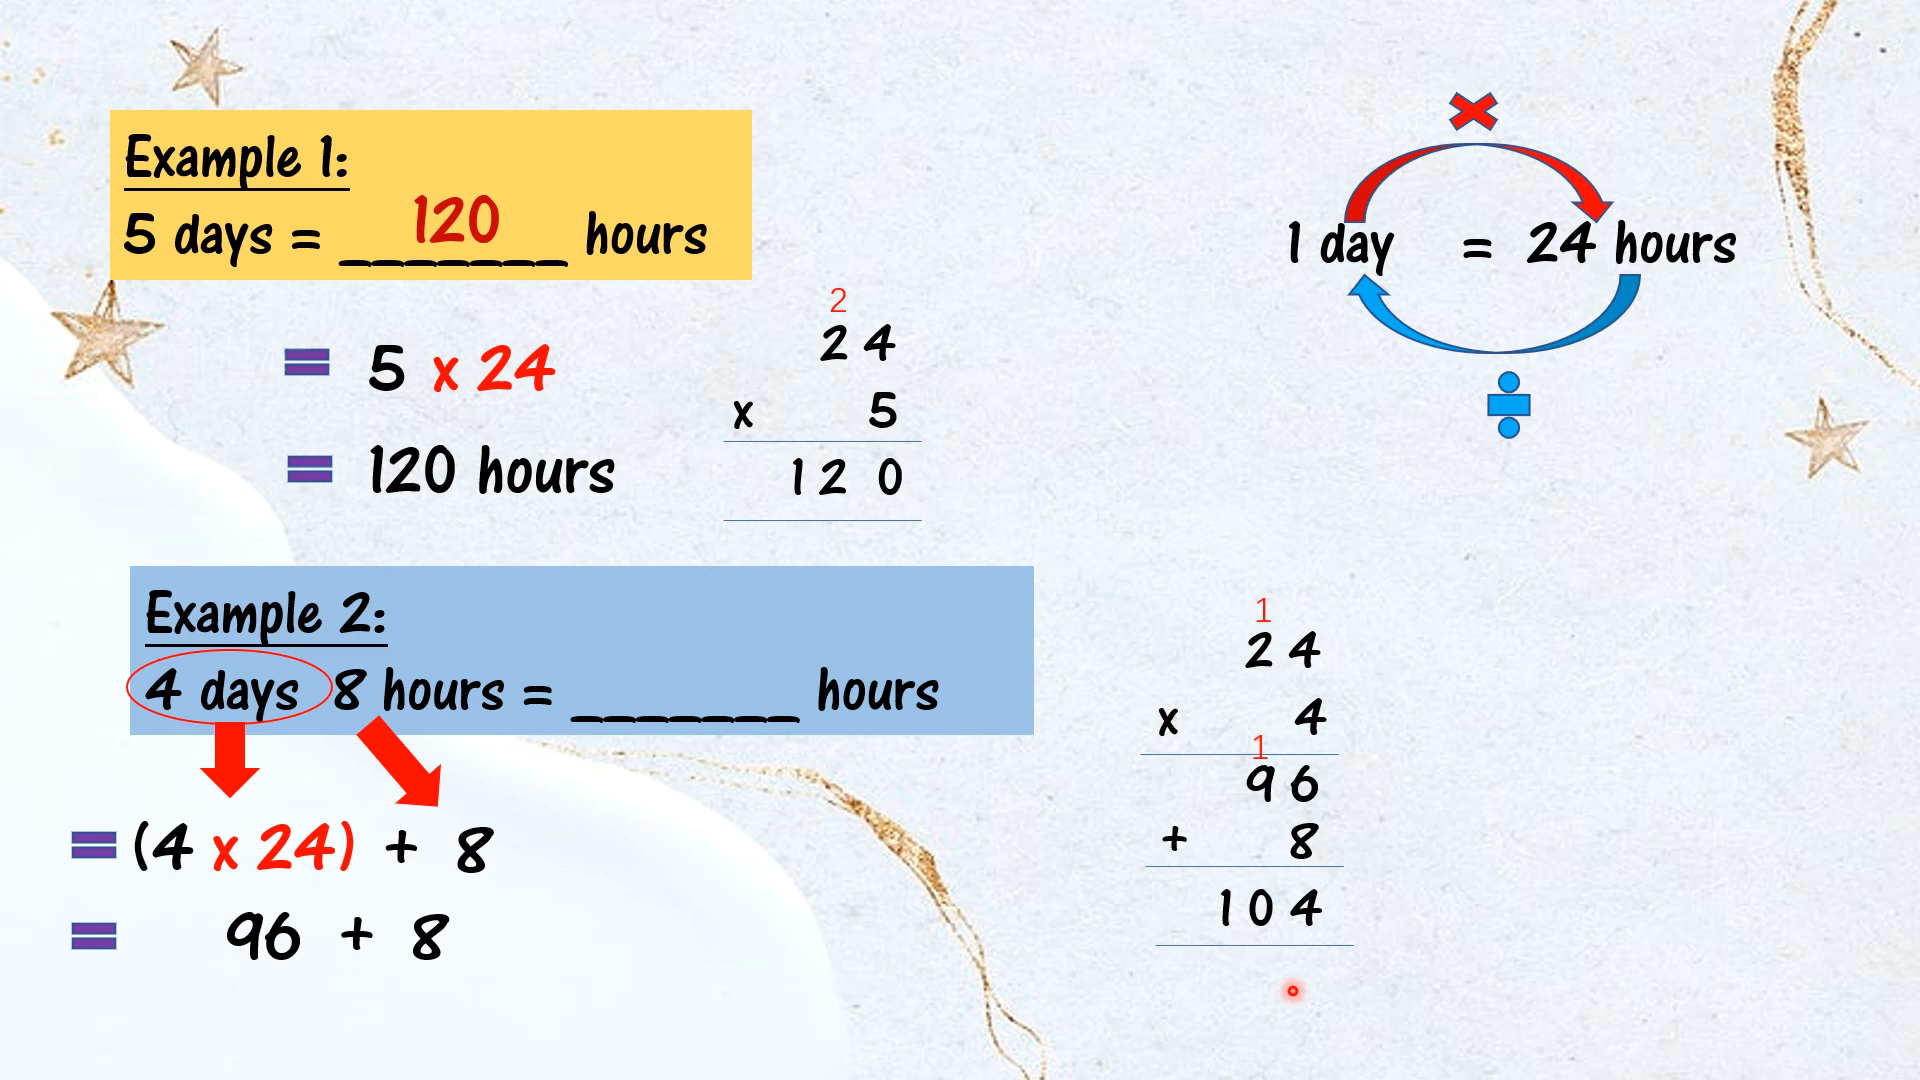 Example 1:
5 days = _______ hours
120
= 5 x 24
= 120 hours
2
2 4
x 5
1 2 0
1 day = 24 hours
Example 2:
4 days 8 hours = _______ hours
= (4 x 24) + 8
= 96 + 8
1
2 4
x 4
1
9 6
+ 8
1 0 4